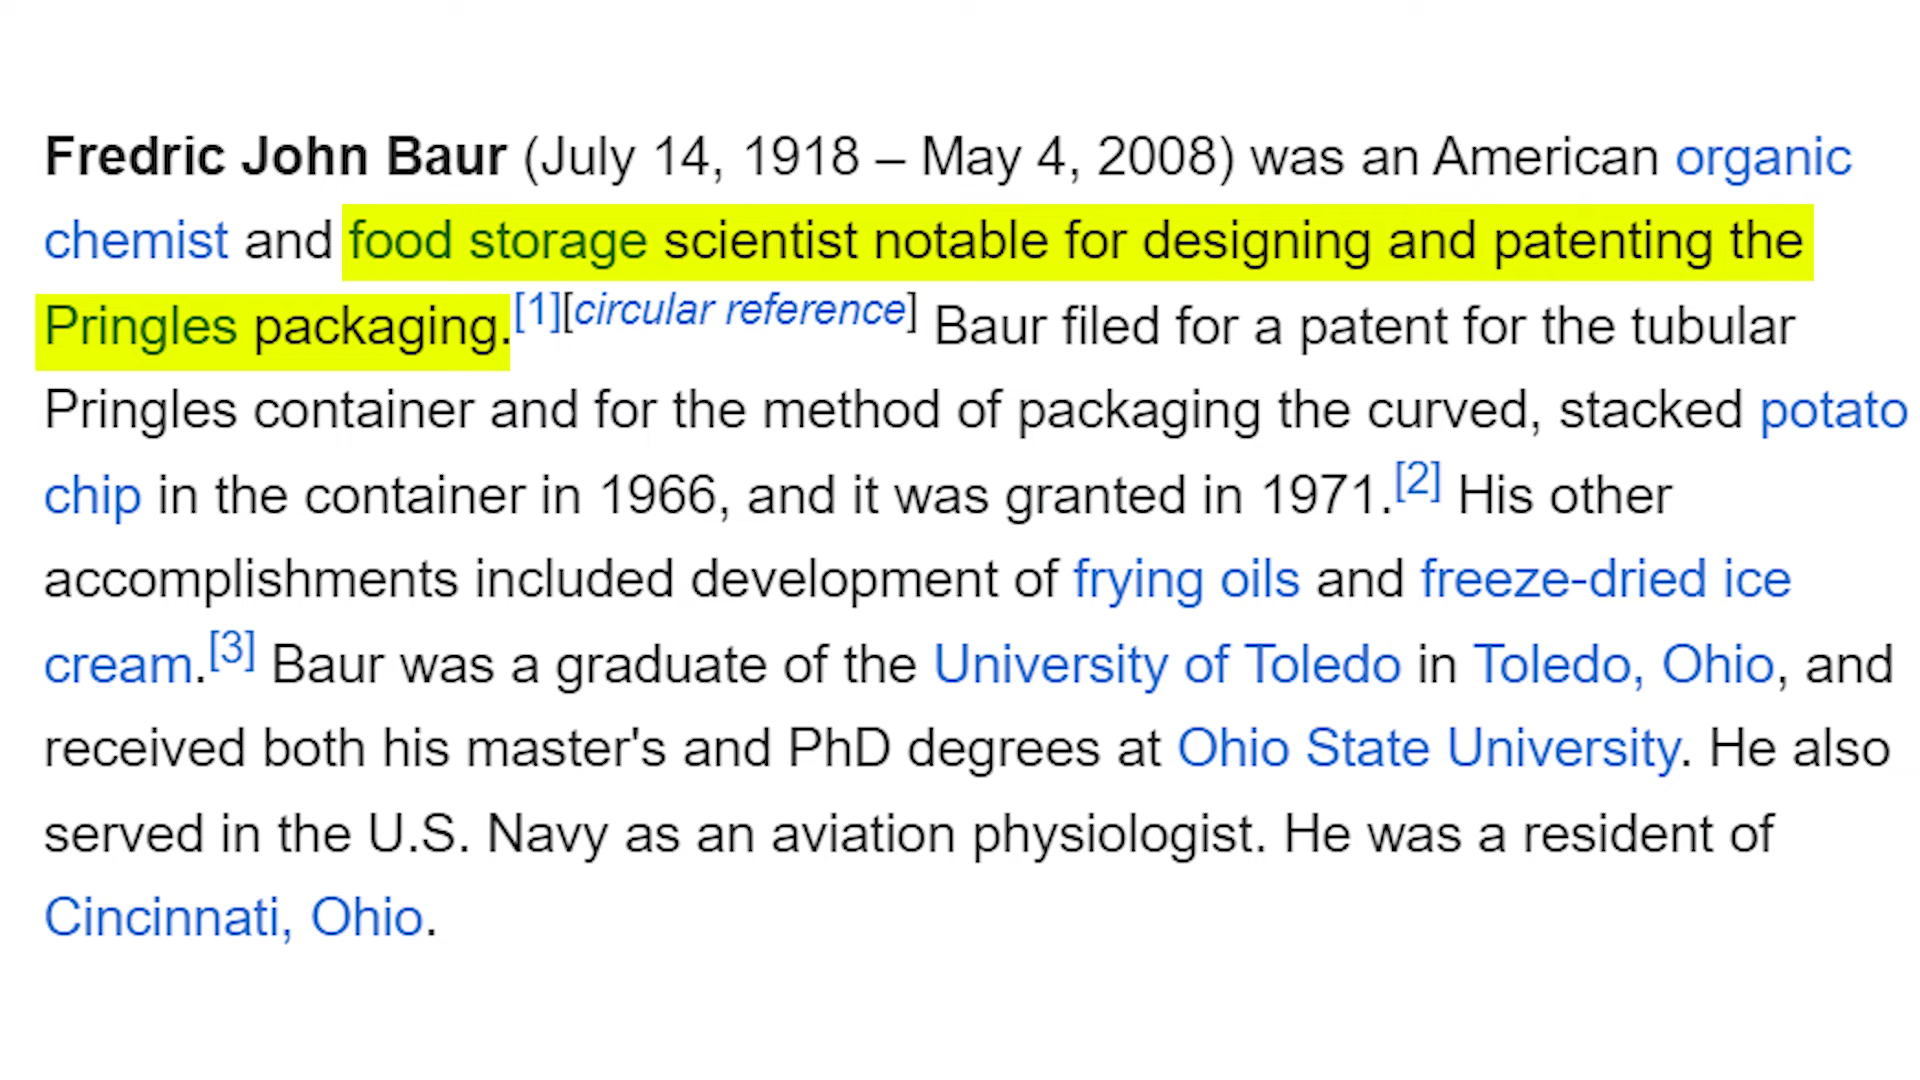 Fredric John Baur (July 14, 1918 – May 4, 2008) was an American organic
chemist and food storage scientist notable for designing and patenting the
Pringles packaging.[1][circular reference] Baur filed for a patent for the tubular
Pringles container and for the method of packaging the curved, stacked potato
chip in the container in 1966, and it was granted in 1971.[2] His other
accomplishments included development of frying oils and freeze-dried ice
cream.[3] Baur was a graduate of the University of Toledo in Toledo, Ohio, and
received both his master's and PhD degrees at Ohio State University. He also
served in the U.S. Navy as an aviation physiologist. He was a resident of
Cincinnati, Ohio.